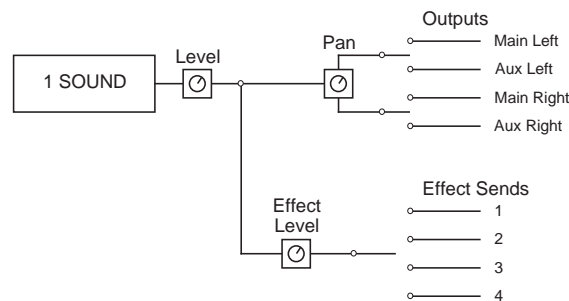 Outputs
Level
Pan
Main Left
1 SOUND
Aux Left
Main Right
Aux Right
Effect Sends
Effect
Level
1
2
3
4